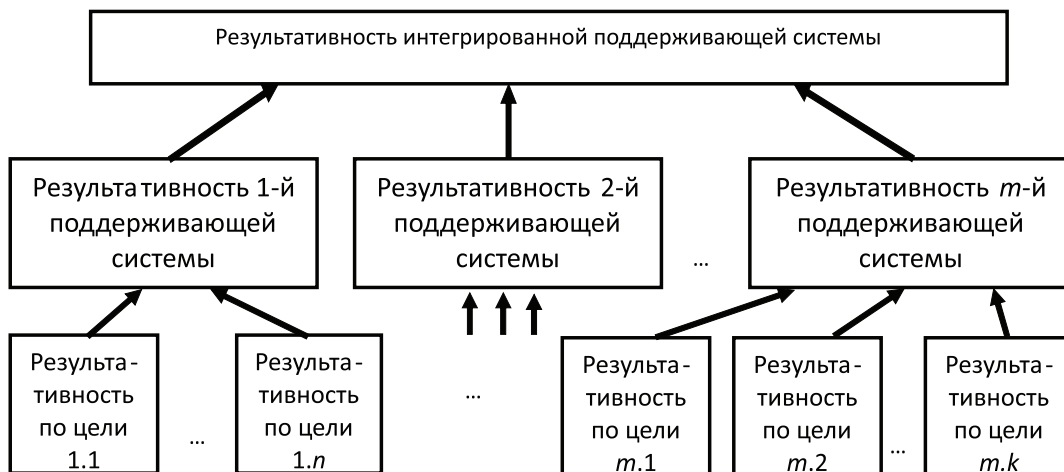 Результативность интегрированной поддерживающей системы
Результативность 1-й
поддерживающей
системы
Результативность 2-й
поддерживающей
системы
...
Результативность m-й
поддерживающей
системы
Результа-
тивность
по цели
1.1
...
Результа-
тивность
по цели
1.n
...
Результа-
тивность
по цели
m.1
Результа-
тивность
по цели
m.2
...
Результа-
тивность
по цели
m.k